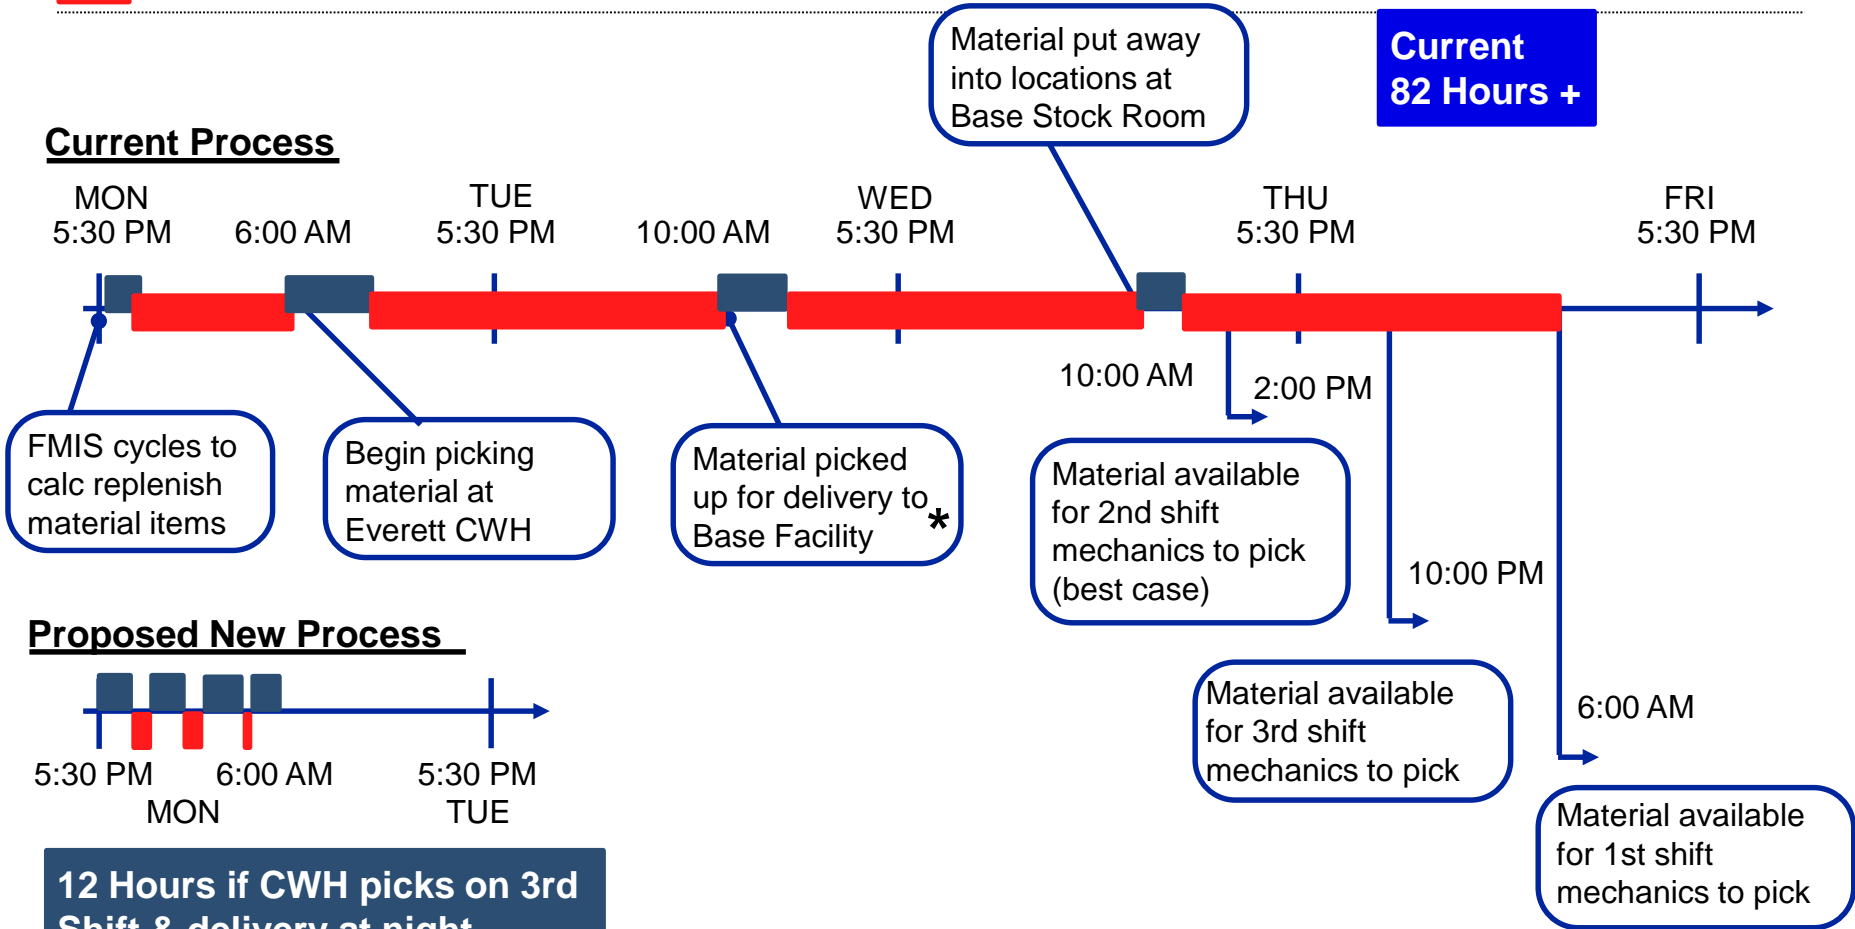 Material put away
into locations at
Base Stock Room
Current
82 Hours +
Current Process
MON
5:30 PM
6:00 AM
TUE
5:30 PM
10:00 AM
WED
5:30 PM
THU
5:30 PM
FRI
5:30 PM
10:00 AM
2:00 PM
FMIS cycles to
calc replenish
material items
Begin picking
material at
Everett CWH
Material picked
up for delivery to
Base Facility *
Material available
for 2nd shift
mechanics to pick
(best case)
10:00 PM
Proposed New Process
Material available
for 3rd shift
mechanics to pick
6:00 AM
5:30 PM
6:00 AM
5:30 PM
MON
TUE
Material available
for 1st shift
mechanics to pick
12 Hours if CWH picks on 3rd
Shift & delivery at night